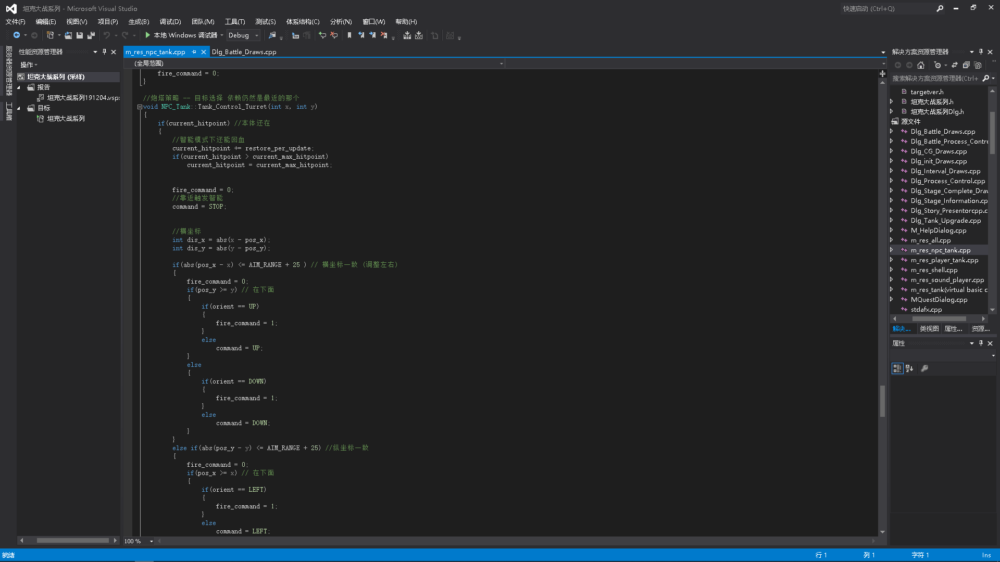 坦克大战系列 - Microsoft Visual Studio
快速启动 (Ctrl+Q)
文件(F) 编辑(E) 视图(V) 项目(P) 生成(B) 调试(D) 团队(M) 工具(T) 测试(S) 体系结构(C) 分析(N) 窗口(W) 帮助(H)
本地 Windows 调试器 Debug
服务器资源管理器
工具箱
性能资源管理器
操作
坦克大战系列 (采样)
报告
坦克大战系列191204.vsp:
目标
坦克大战系列
m_res_npc_tank.cpp Dlg_Battle_Draws.cpp
(全局范围)
fire_command = 0;
}
//炮塔策略 -- 目标选择 依赖仍然是最近的那个
void NPC_Tank::Tank_Control_Turret(int x, int y)
{
if(current_hitpoint) //本体还在
{
//智能模式下还能回血
current_hitpoint += restore_per_update;
if(current_hitpoint > current_max_hitpoint)
current_hitpoint = current_max_hitpoint;
fire_command = 0;
//靠近触发智能
command = STOP;
//横坐标
int dis_x = abs(x - pos_x);
int dis_y = abs(y - pos_y);
if(abs(pos_x - x) <= AIM_RANGE + 25 ) // 横坐标一致 (调整左右)
{
fire_command = 0;
if(pos_y >= y) // 在下面
{
if(orient == UP)
{
fire_command = 1;
}
else
command = UP;
}
else
{
if(orient == DOWN)
{
fire_command = 1;
}
else
command = DOWN;
}
}
else if(abs(pos_y - y) <= AIM_RANGE + 25) //纵坐标一致
{
fire_command = 0;
if(pos_x >= x) // 在下面
{
if(orient == LEFT)
{
fire_command = 1;
}
else
command = LEFT;
100 %
解决方案资源管理器
搜索解决方案资源管理器(Ctrl+
targetver.h
坦克大战系列.h
坦克大战系列Dlg.h
源文件
Dlg_Battle_Draws.cpp
Dlg_Battle_Process_Contro
Dlg_CG_Draws.cpp
Dlg_init_Draws.cpp
Dlg_Interval_Draws.cpp
Dlg_Process_Control.cpp
Dlg_Stage_Complete_Draw
Dlg_Stage_Information.cp
Dlg_Story_Presentorcpp.c
Dlg_Tank_Upgrade.cpp
M_HelpDialog.cpp
m_res_all.cpp
m_res_npc_tank.cpp
m_res_player_tank.cpp
m_res_shell.cpp
m_res_sound_player.cpp
m_res_tank(virtual basic c
MQuestDialog.cpp
stdafx.cpp
解决... 类视图 属性... 资源...
属性
就绪 行 1 列 1 字符 1 Ins